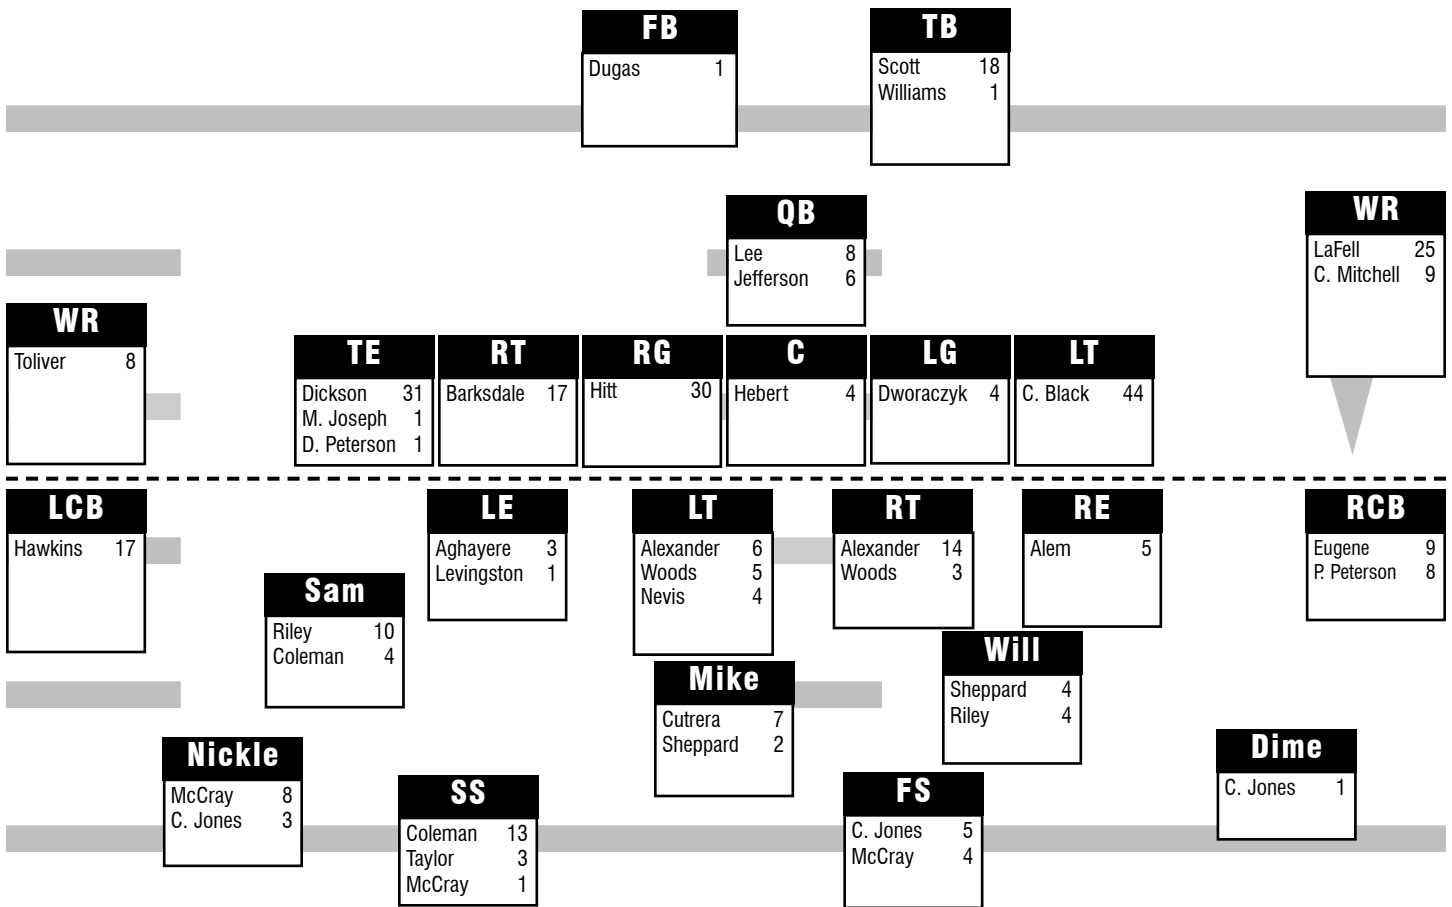 FB
Dugas 1
TB
Scott 18
Williams 1
QB
Lee 8
Jefferson 6
WR
LaFell 25
C. Mitchell 9
WR
Toliver 8
TE
Dickson 31
M. Joseph 1
D. Peterson 1
RT
Barksdale 17
RG
Hitt 30
C
Hebert 4
LG
Dworaczyk 4
LT
C. Black 44
LCB
Hawkins 17
Sam
Riley 10
Coleman 4
LE
Aghayere 3
Levingston 1
LT
Alexander 6
Woods 5
Nevis 4
RT
Alexander 14
Woods 3
RE
Alem 5
RCB
Eugene 9
P. Peterson 8
Mike
Cutrera 7
Sheppard 2
Will
Sheppard 4
Riley 4
Nickle
McCray 8
C. Jones 3
SS
Coleman 13
Taylor 3
McCray 1
FS
C. Jones 5
McCray 4
Dime
C. Jones 1